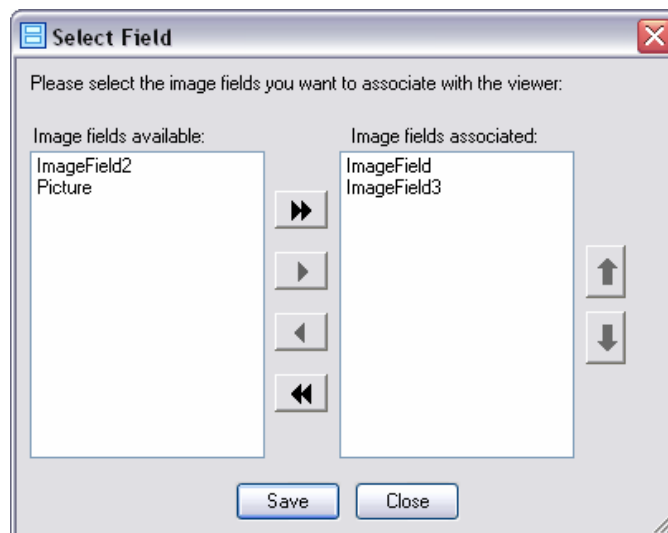 Select Field
Please select the image fields you want to associate with the viewer:
Image fields available:
ImageField2
Picture
Image fields associated:
ImageField
ImageField3
Save
Close